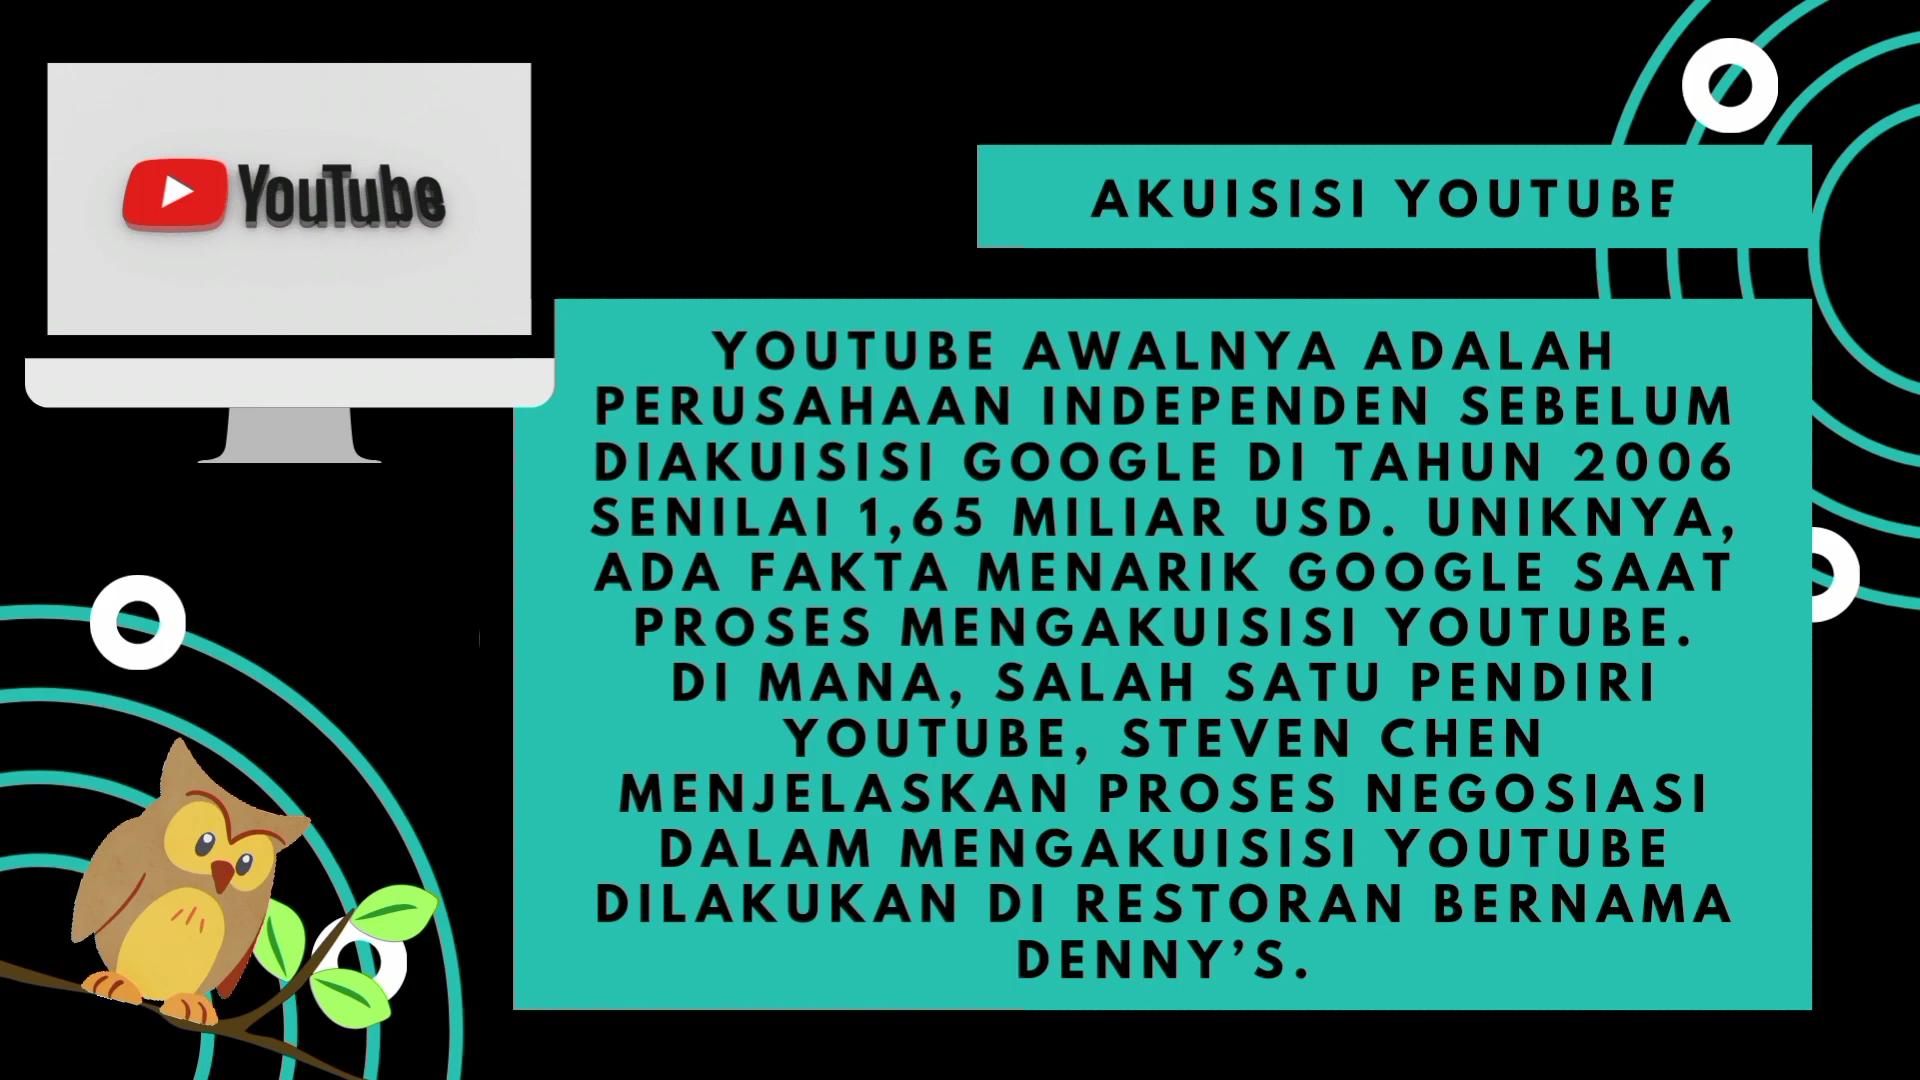 YouTube
AKUISISI YOUTUBE
YOUTUBE AWALNYA ADALAH
PERUSAHAAN INDEPENDEN SEBELUM
DIAKUISISI GOOGLE DI TAHUN 2006
SENILAI 1,65 MILIAR USD. UNIKNYA,
ADA FAKTA MENARIK GOOGLE SAAT
PROSES MENGAKUISISI YOUTUBE.
DI MANA, SALAH SATU PENDIRI
YOUTUBE, STEVEN CHEN
MENJELASKAN PROSES NEGOSIASI
DALAM MENGAKUISISI YOUTUBE
DILAKUKAN DI RESTORAN BERNAMA
DENNY’S.